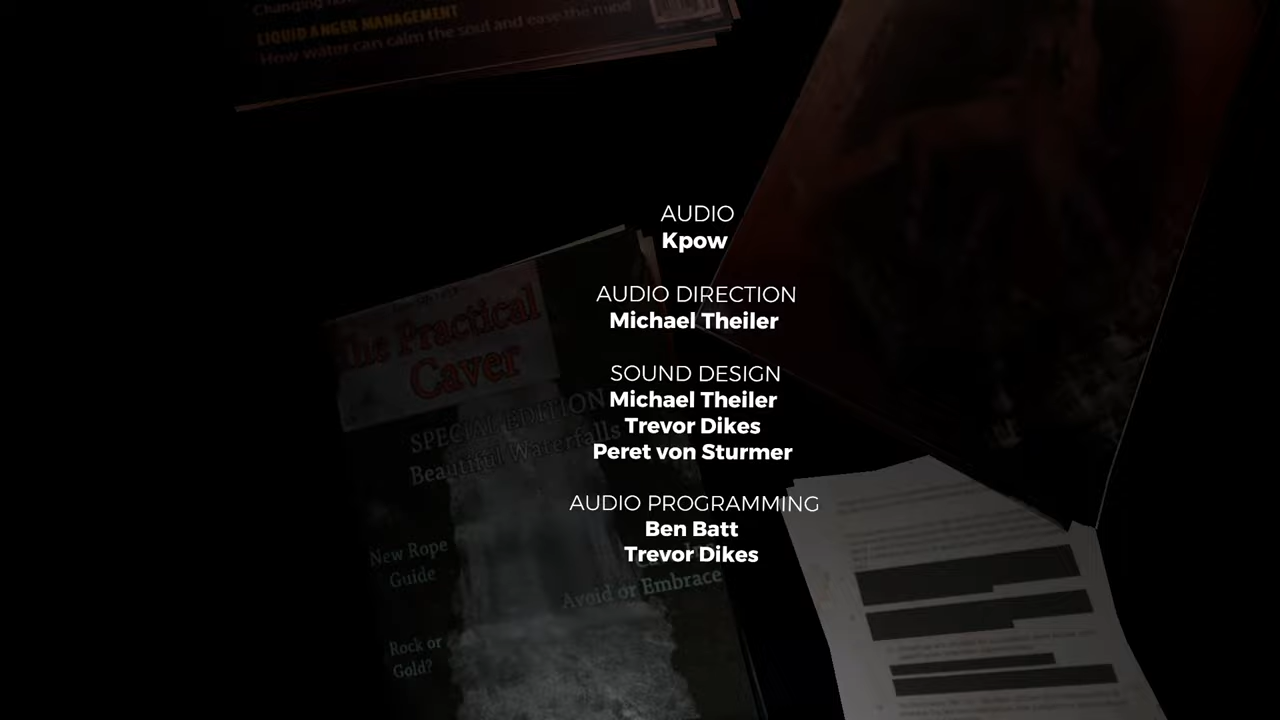 LIQUID ANGER MANAGEMENT
How water can calm the soul and ease the mind
AUDIO
Kpow
AUDIO DIRECTION
Michael Theiler
SOUND DESIGN
Michael Theiler
Trevor Dikes
Peret von Sturmer
AUDIO PROGRAMMING
Ben Batt
Trevor Dikes
The Practical
Caver
SPECIAL EDITION
Beautiful Waterfalls
New Rope
Guide
Avoid or Embrace
Rock or
Gold?